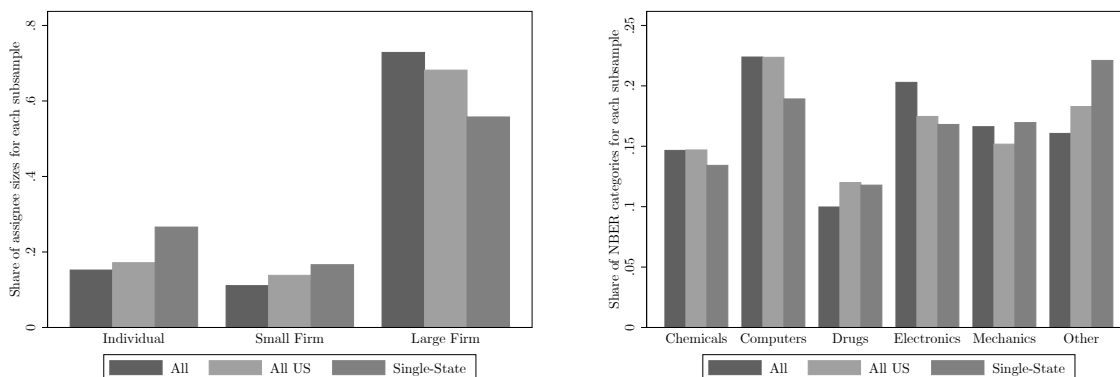 Share of assignee sizes for each subsample
0 .2 .4 .6 .8
Individual Small Firm Large Firm
All All US Single-State
Share of NBER categories for each subsample
0 .05 .1 .15 .2 .25
Chemicals Computers Drugs Electronics Mechanics Other
All All US Single-State